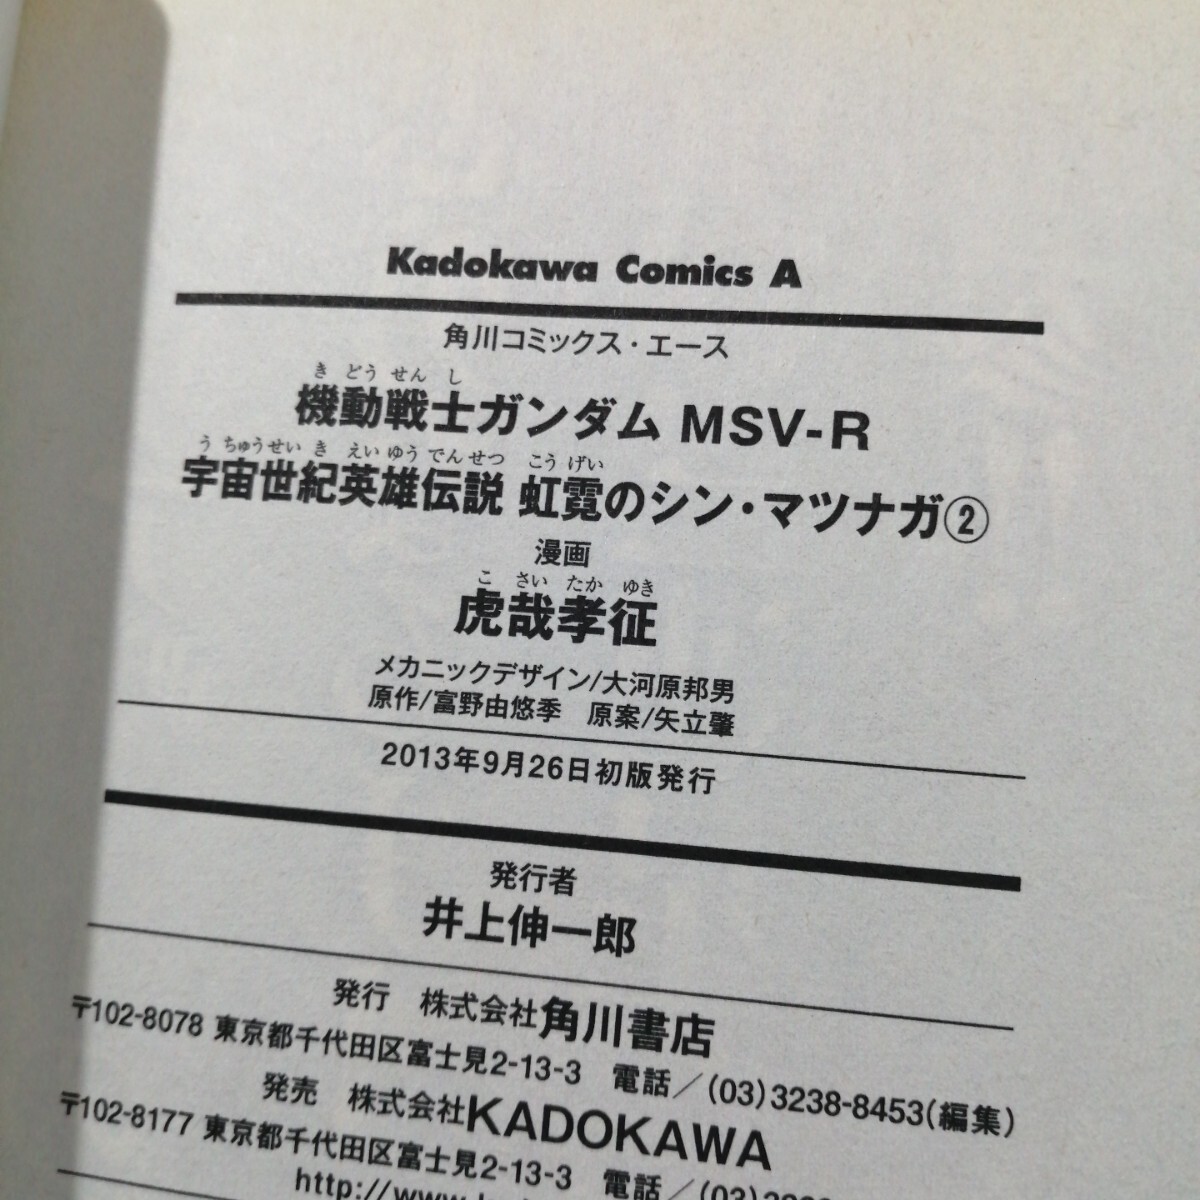 Kadokawa Comics A
角川コミックス・エース
き どう せん し
機動戦士ガンダム MSV-R
う ちゅう せい き えい ゆう でん せつ こう げい
宇宙世紀英雄伝説 虹霓のシン・マツナガ②
漫画
こ さい たか ゆき
虎哉孝征
メカニックデザイン/大河原邦男
原作/富野由悠季 原案/矢立肇
2013年9月26日初版発行
発行者
井上伸一郎
発行 株式会社角川書店
〒102-8078 東京都千代田区富士見2-13-3 電話/(03)3238-8453(編集)
発売 株式会社KADOKAWA
〒102-8177 東京都千代田区富士見2-13-3 電話/(03)
http://www.